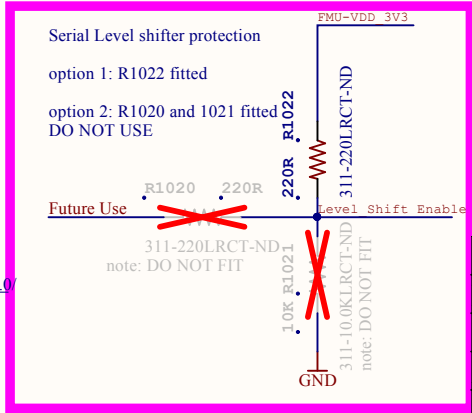 FMU-VDD_3V3
Serial Level shifter protection
option 1: R1022 fitted
option 2: R1020 and 1021 fitted
DO NOT USE
220R R1022
311-220LRCT-ND
R1020 220R
Future Use
Level Shift Enable
311-220LRCT-ND
note: DO NOT FIT
10K R1021
311-10.0KLRCT-ND
note: DO NOT FIT
GND